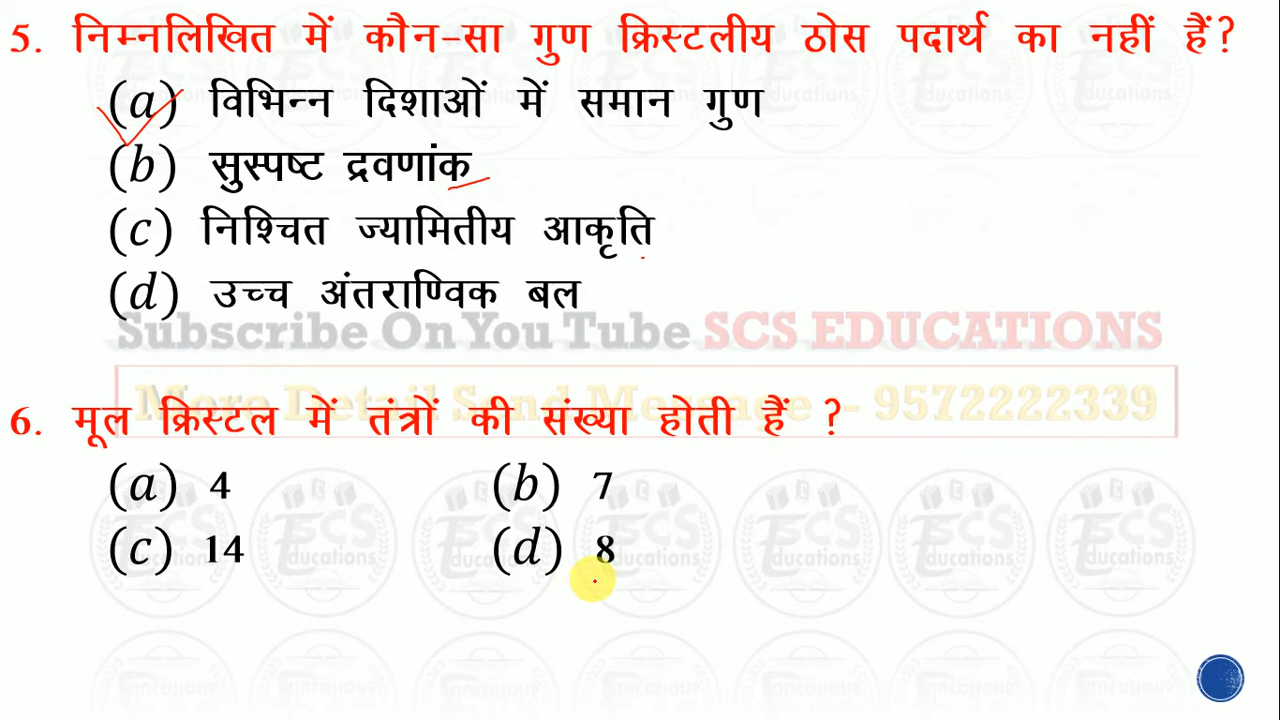 5. निम्नलिखित में कौन-सा गुण क्रिस्टलीय ठोस पदार्थ का नहीं हैं?
(a) विभिन्न दिशाओं में समान गुण
(b) सुस्पष्ट द्रवणांक
(c) निश्चित ज्यामितीय आकृति
(d) उच्च अंतराण्विक बल
Subscribe On You Tube SCS EDUCATIONS
More Detail Send Message - 9572222339
6. मूल क्रिस्टल में तंत्रों की संख्या होती हैं ?
(a) 4 (b) 7
(c) 14 (d) 8